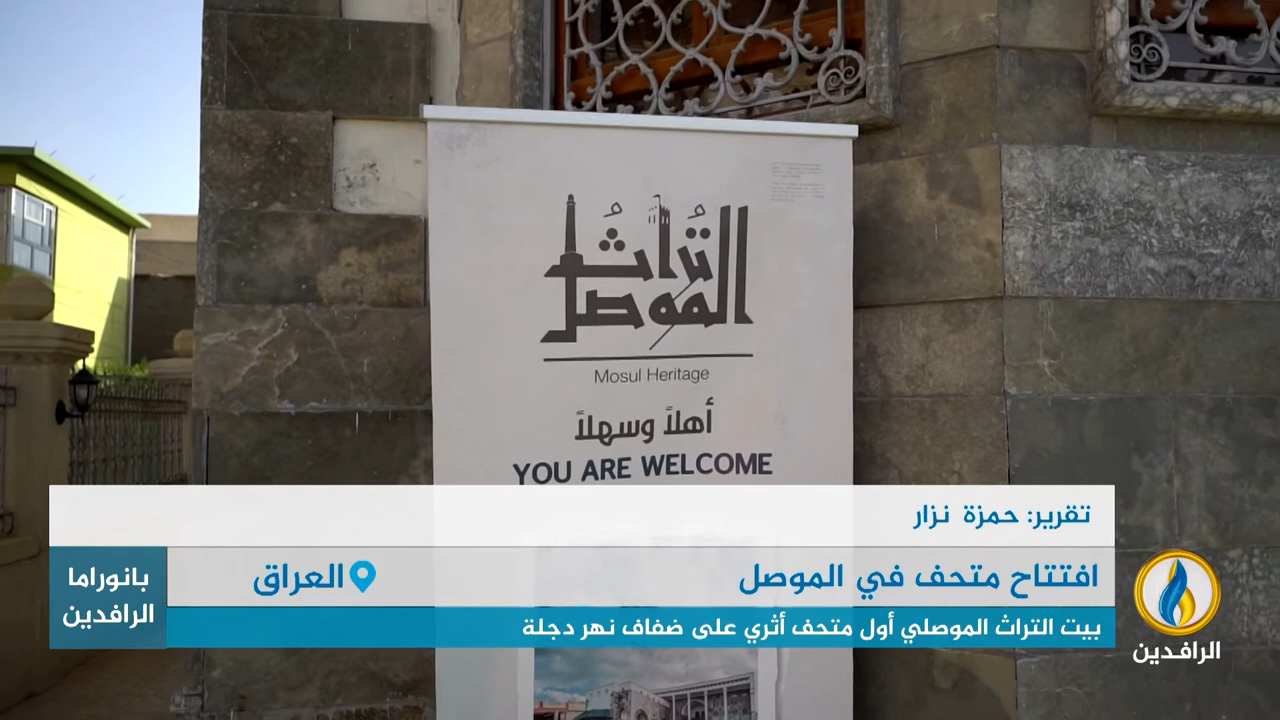 تُراثُ
الموصل
Mosul Heritage
أهلاً وسهلاً
YOU ARE WELCOME
تقرير: حمزة نزار
افتتاح متحف في الموصل
العراق
بيت التراث الموصلي أول متحف أثري على ضفاف نهر دجلة
بانوراما
الرافدين
الرافدين